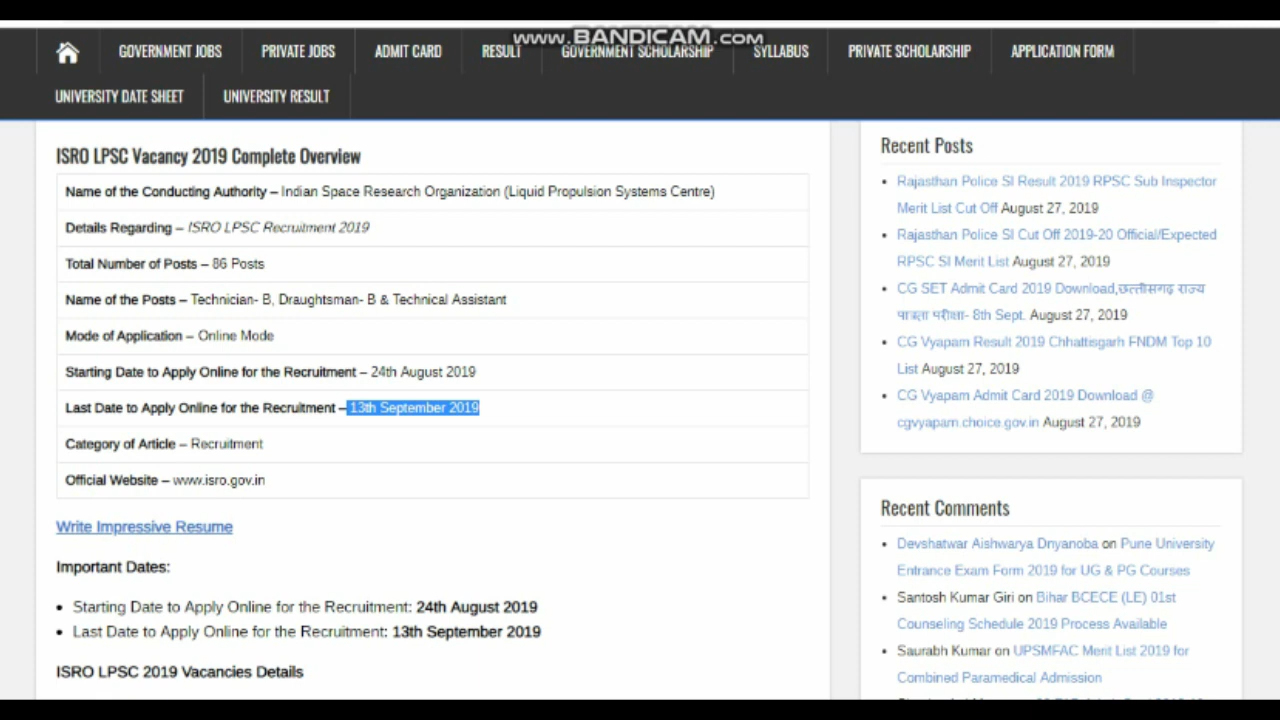 www.BANDICAM.com
GOVERNMENT JOBS
PRIVATE JOBS
ADMIT CARD
RESULT
GOVERNMENT SCHOLARSHIP
SYLLABUS
PRIVATE SCHOLARSHIP
APPLICATION FORM
UNIVERSITY DATE SHEET
UNIVERSITY RESULT
ISRO LPSC Vacancy 2019 Complete Overview
Name of the Conducting Authority – Indian Space Research Organization (Liquid Propulsion Systems Centre)
Details Regarding – ISRO LPSC Recruitment 2019
Total Number of Posts – 86 Posts
Name of the Posts – Technician- B, Draughtsman- B & Technical Assistant
Mode of Application – Online Mode
Starting Date to Apply Online for the Recruitment – 24th August 2019
Last Date to Apply Online for the Recruitment – 13th September 2019
Category of Article – Recruitment
Official Website – www.isro.gov.in
Write Impressive Resume
Important Dates:
• Starting Date to Apply Online for the Recruitment: 24th August 2019
• Last Date to Apply Online for the Recruitment: 13th September 2019
ISRO LPSC 2019 Vacancies Details
Recent Posts
• Rajasthan Police SI Result 2019 RPSC Sub Inspector
Merit List Cut Off August 27, 2019
• Rajasthan Police SI Cut Off 2019-20 Official/Expected
RPSC SI Merit List August 27, 2019
• CG SET Admit Card 2019 Download,छत्तीसगढ़ राज्य
पात्रता परीक्षा- 8th Sept. August 27, 2019
• CG Vyapam Result 2019 Chhattisgarh FNDM Top 10
List August 27, 2019
• CG Vyapam Admit Card 2019 Download @
cgvyapam.choice.gov.in August 27, 2019
Recent Comments
• Devshatwar Aishwarya Dnyanoba on Pune University
Entrance Exam Form 2019 for UG & PG Courses
• Santosh Kumar Giri on Bihar BCECE (LE) 01st
Counseling Schedule 2019 Process Available
• Saurabh Kumar on UPSMFAC Merit List 2019 for
Combined Paramedical Admission